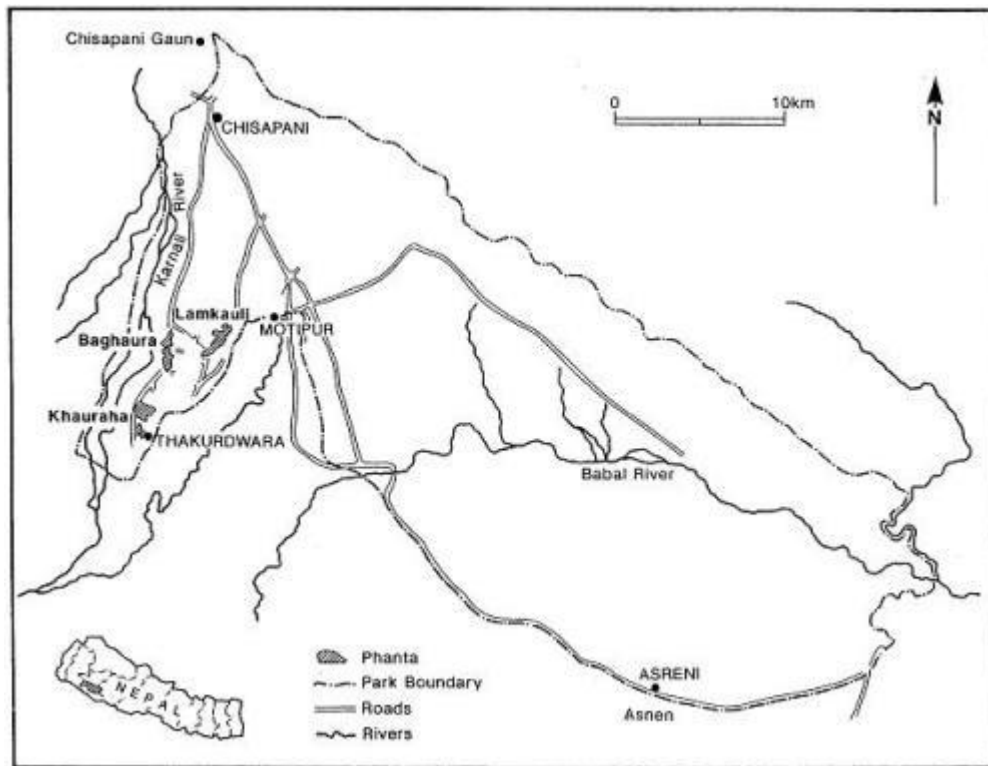 Chisapani Gaun
0 10km
CHISAPANI
N
Karnali River
Lamkauli
MOTIPUR
Baghaura
Khauraha
THAKURDWARA
Babal River
ASRENI
Asnen
NEPAL
Phanta
Park Boundary
Roads
Rivers